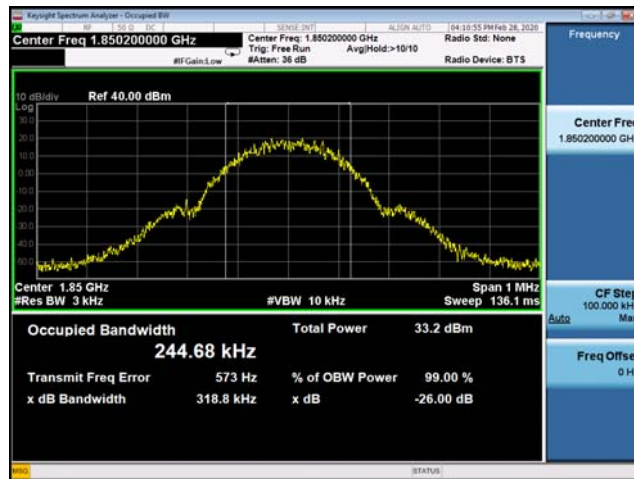 Keysight Spectrum Analyzer - Occupied BW
RF 50 Ω DC SENSE:INT ALIGN AUTO 04:10:55 PM Feb 28, 2020
Center Freq 1.850200000 GHz Center Freq: 1.850200000 GHz Radio Std: None Frequency
Trig: Free Run Avg|Hold:>10/10
#IFGain:Low #Atten: 36 dB Radio Device: BTS
10 dB/div Ref 40.00 dBm
Log
30.0
20.0
10.0
0.00
-10.0
-20.0
-30.0
-40.0
-50.0
Center Fre
1.850200000 GH
Center 1.85 GHz Span 1 MHz
#Res BW 3 kHz #VBW 10 kHz Sweep 136.1 ms
CF Step
100.000 kH
Auto Ma
Occupied Bandwidth Total Power 33.2 dBm
244.68 kHz
Freq Offse
0 H
Transmit Freq Error 573 Hz % of OBW Power 99.00 %
x dB Bandwidth 318.8 kHz x dB -26.00 dB
MSG STATUS